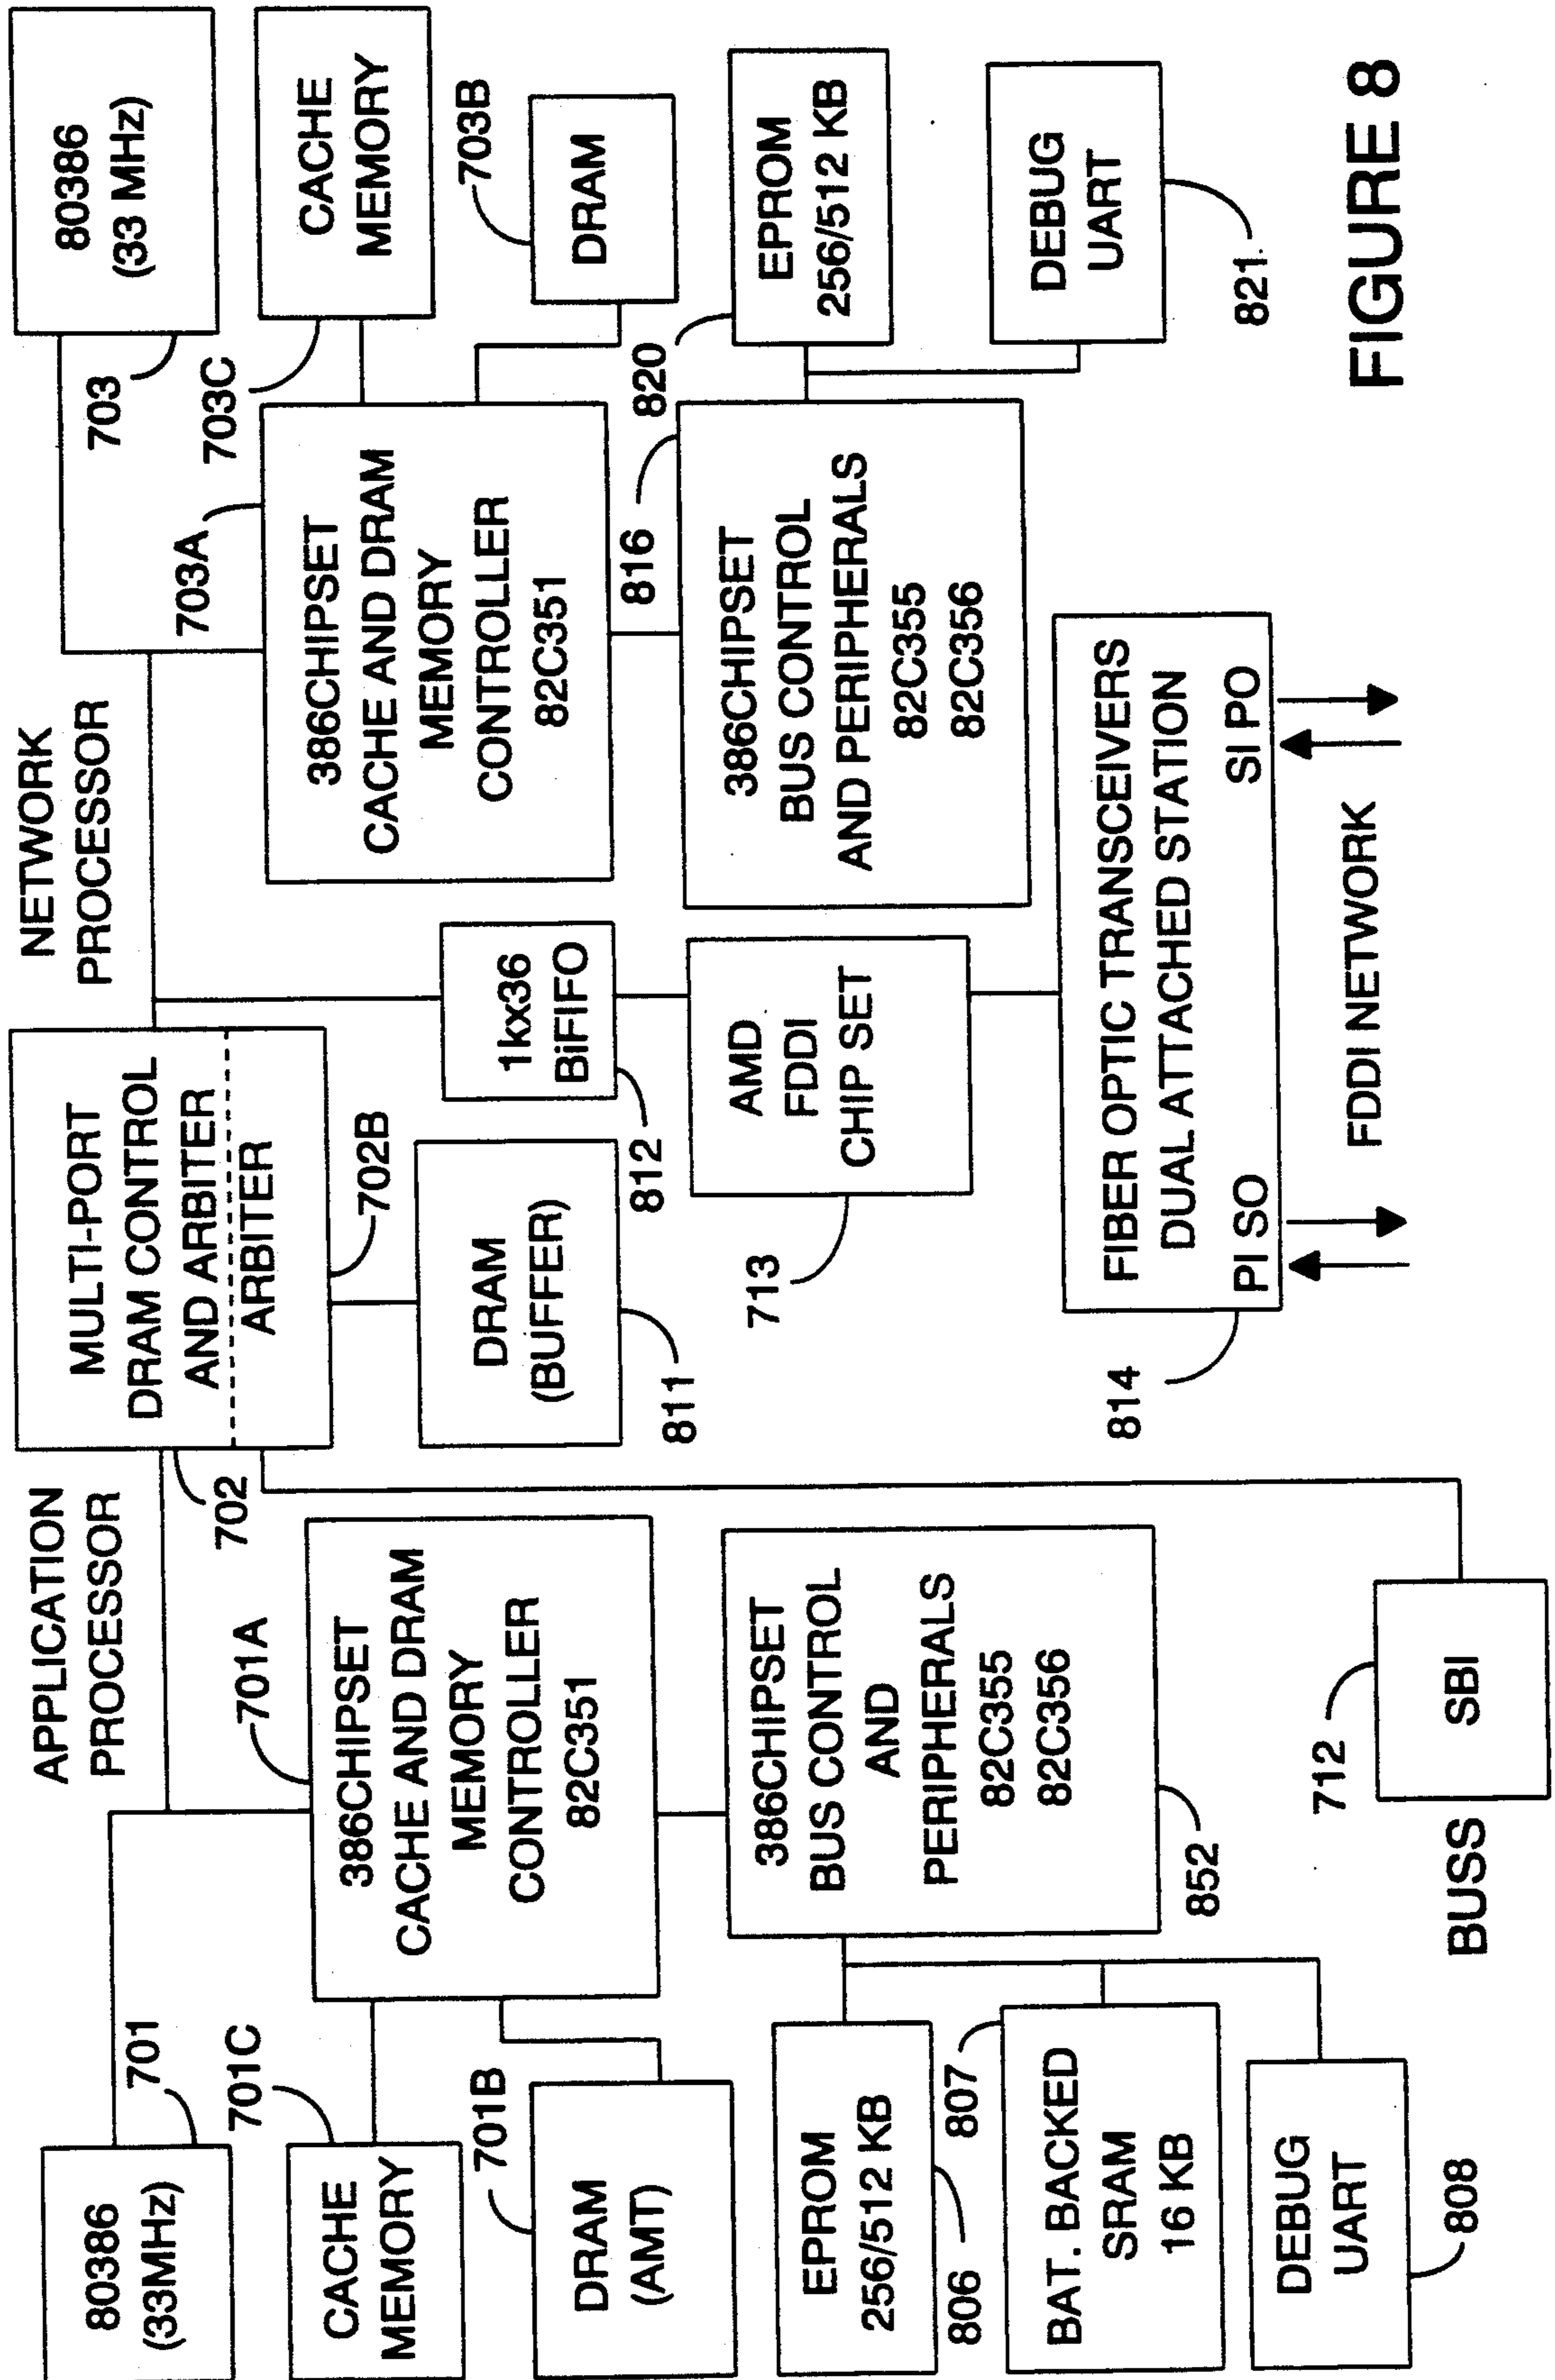 APPLICATION
PROCESSOR
NETWORK
PROCESSOR
80386
(33MHz)
701
CACHE
MEMORY
701C
DRAM
(AMT)
701B
701A
386CHIPSET
CACHE AND DRAM
MEMORY
CONTROLLER
82C351
386CHIPSET
BUS CONTROL
AND
PERIPHERALS
82C355
82C356
852
EPROM
256/512 KB
806
BAT. BACKED
SRAM
16 KB
807
DEBUG
UART
808
702
MULTI-PORT
DRAM CONTROL
AND ARBITER
ARBITER
702B
DRAM
(BUFFER)
811
BUSS
SBI
712
1kx36
BiFIFO
812
AMD
FDDI
CHIP SET
713
FIBER OPTIC TRANSCEIVERS
DUAL ATTACHED STATION
PI SO
SI PO
814
FDDI NETWORK
80386
(33 MHz)
703
CACHE
MEMORY
703C
703A
386CHIPSET
CACHE AND DRAM
MEMORY
CONTROLLER
82C351
DRAM
703B
816
386CHIPSET
BUS CONTROL
AND PERIPHERALS
82C355
82C356
820
EPROM
256/512 KB
DEBUG
UART
821
FIGURE 8